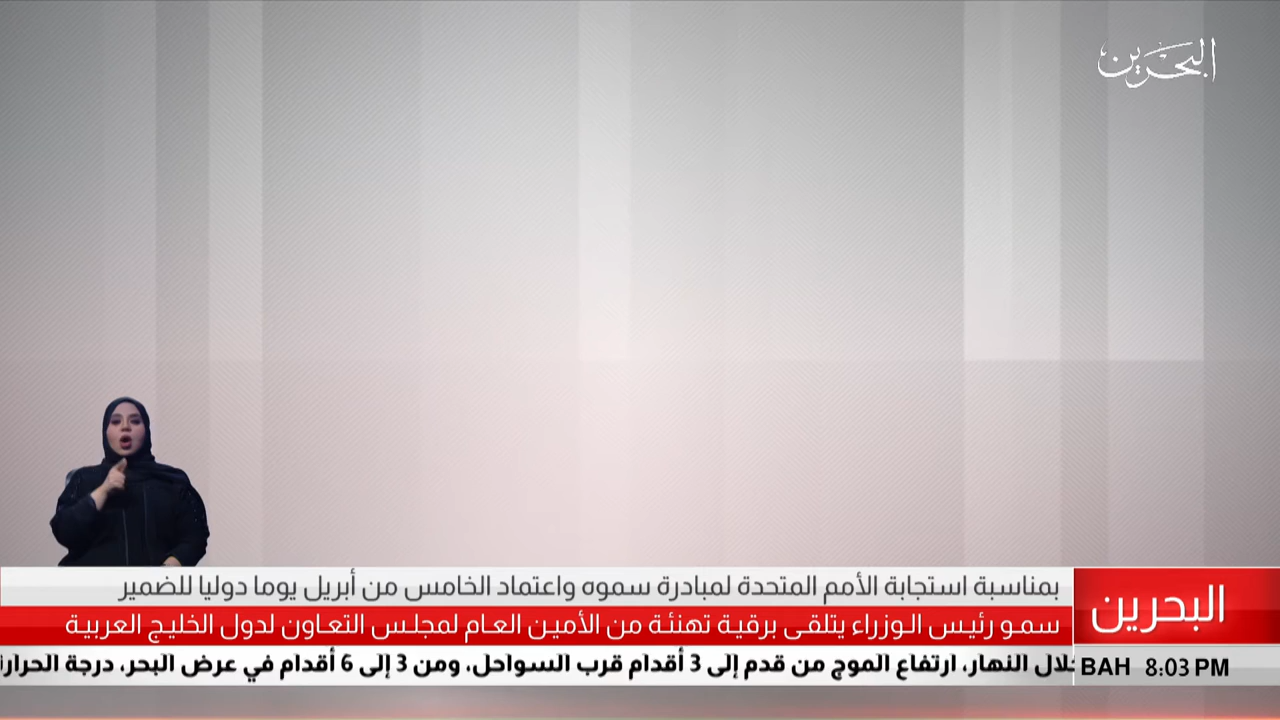 البحرين
بمناسبة استجابة الأمم المتحدة لمبادرة سموه واعتماد الخامس من أبريل يوما دوليا للضمير
البحرين
سمو رئيس الوزراء يتلقى برقية تهنئة من الأمين العام لمجلس التعاون لدول الخليج العربية
النهار، ارتفاع الموج من قدم إلى 3 أقدام قرب السواحل، ومن 3 إلى 6 أقدام في عرض البحر، درجة
BAH 8:03 PM